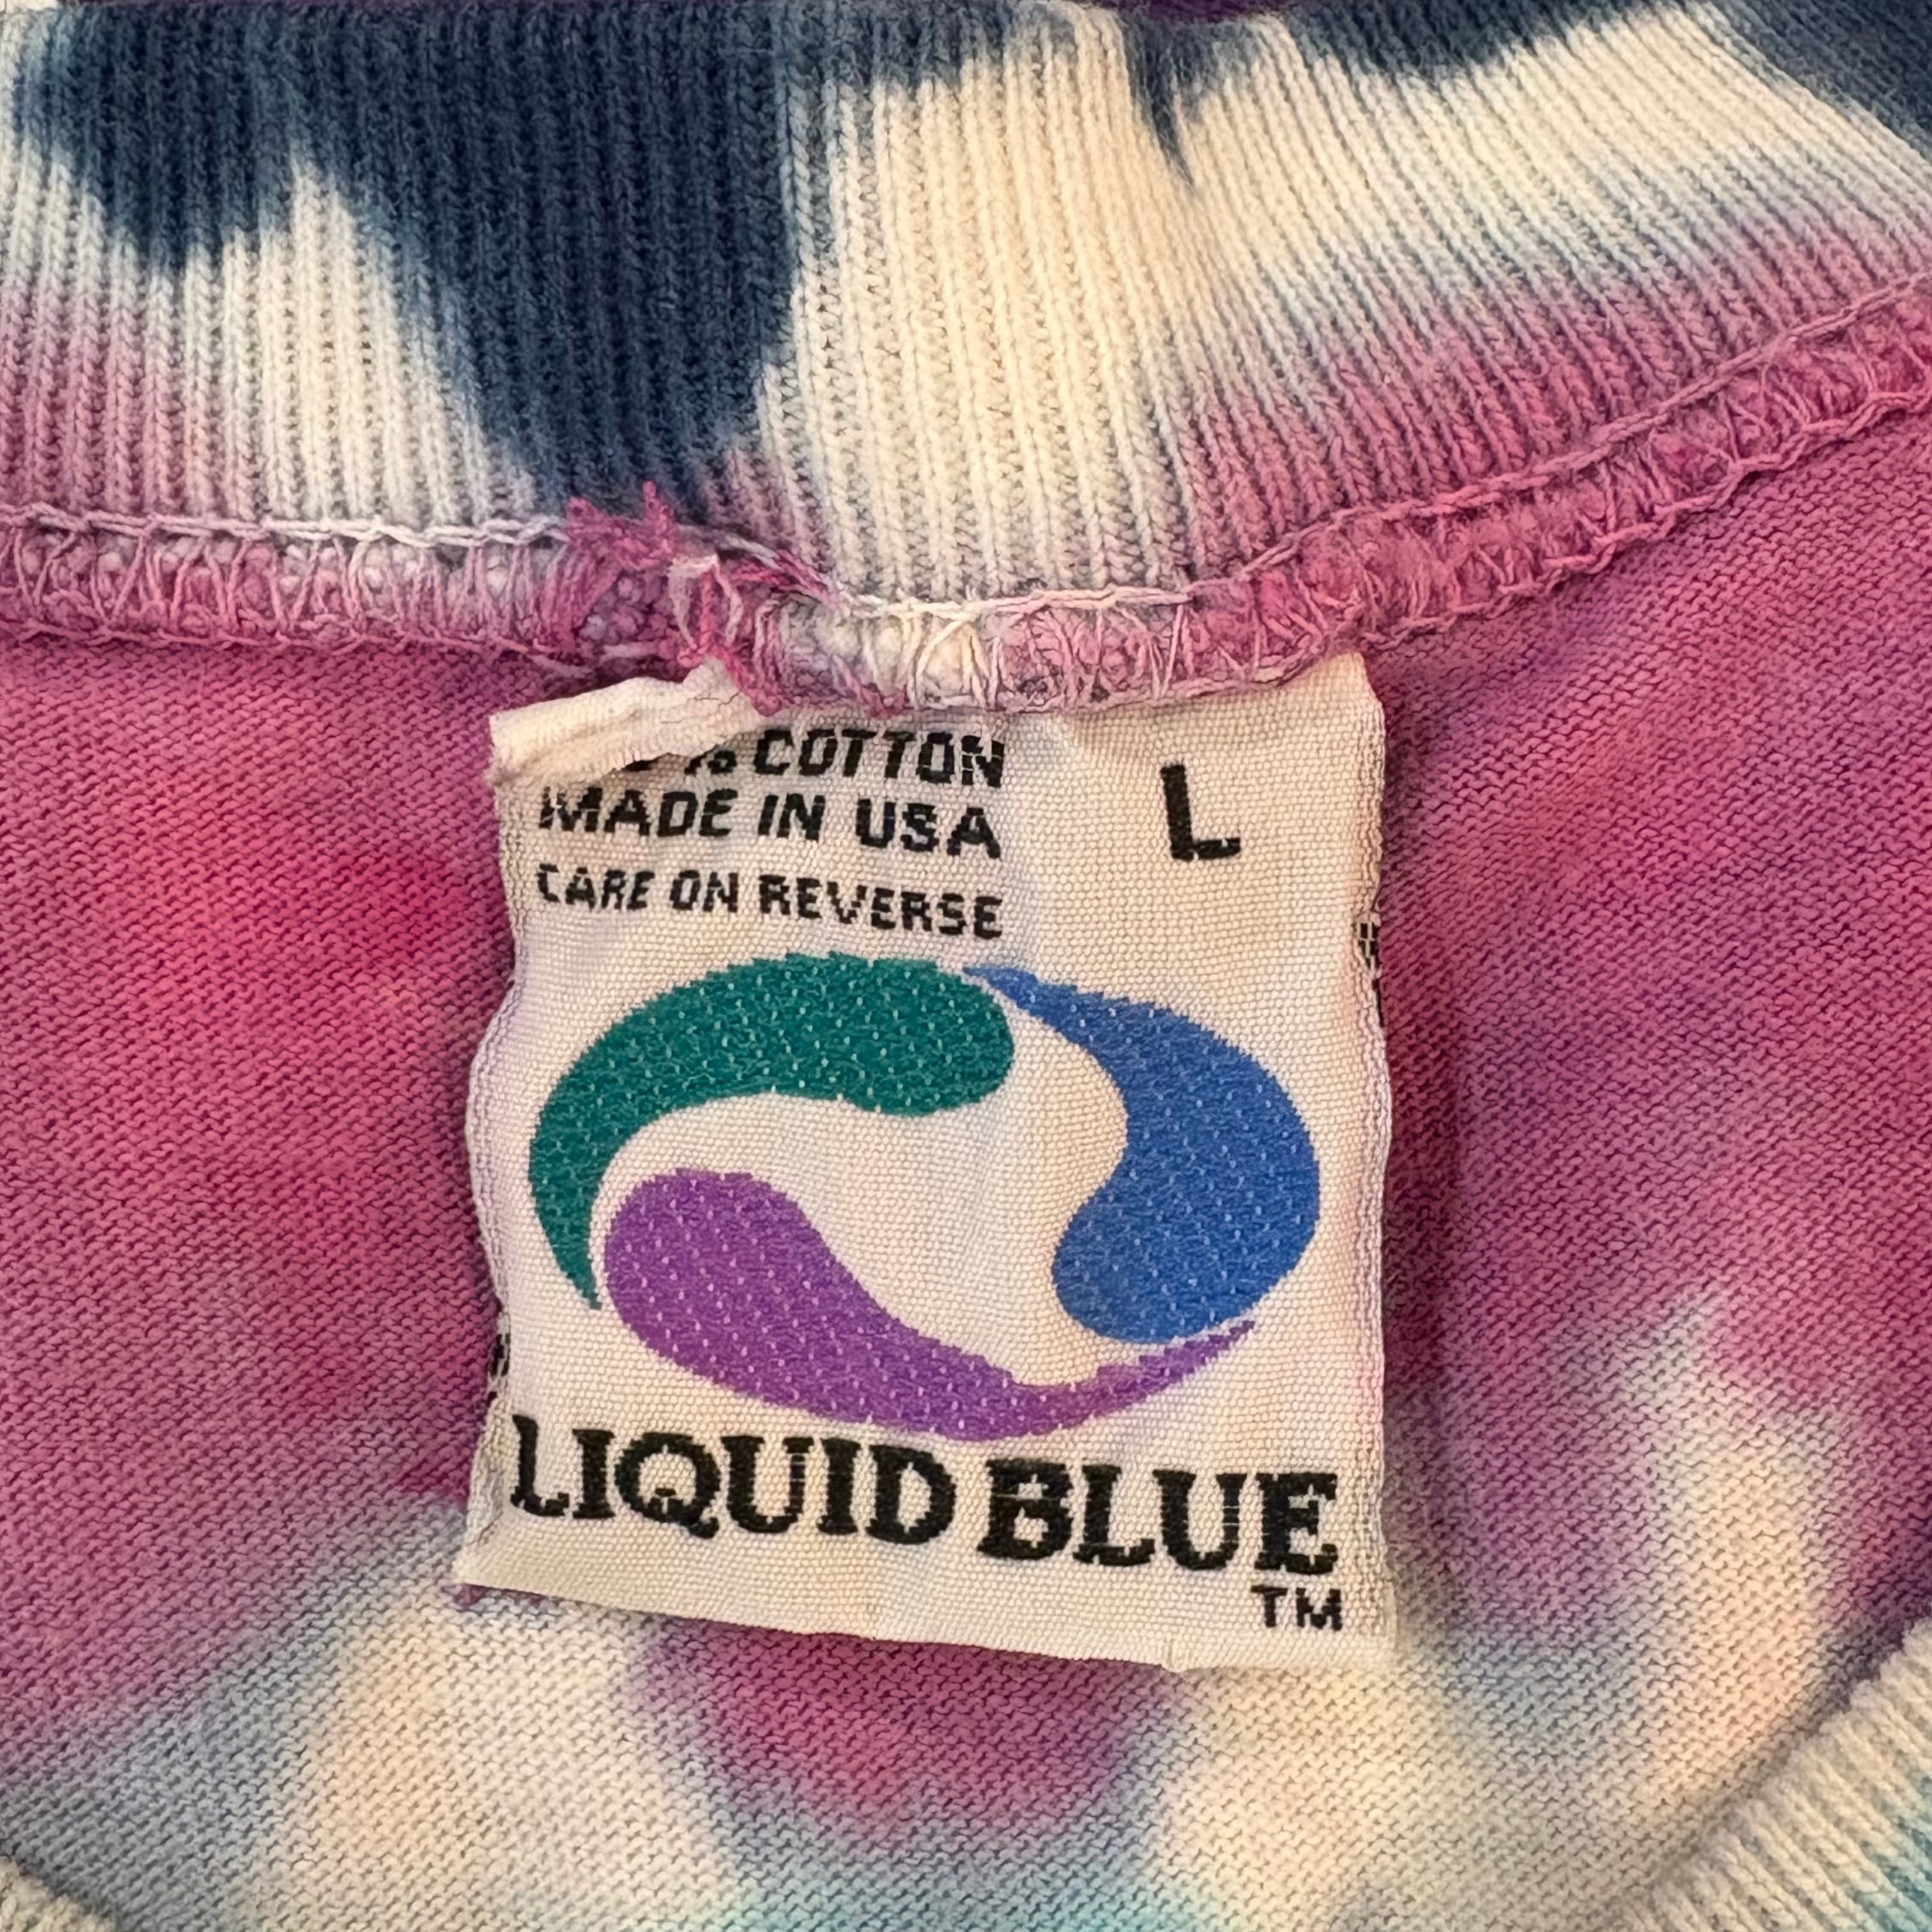 % COTTON
MADE IN USA
L
CARE ON REVERSE
LIQUID BLUE
TM